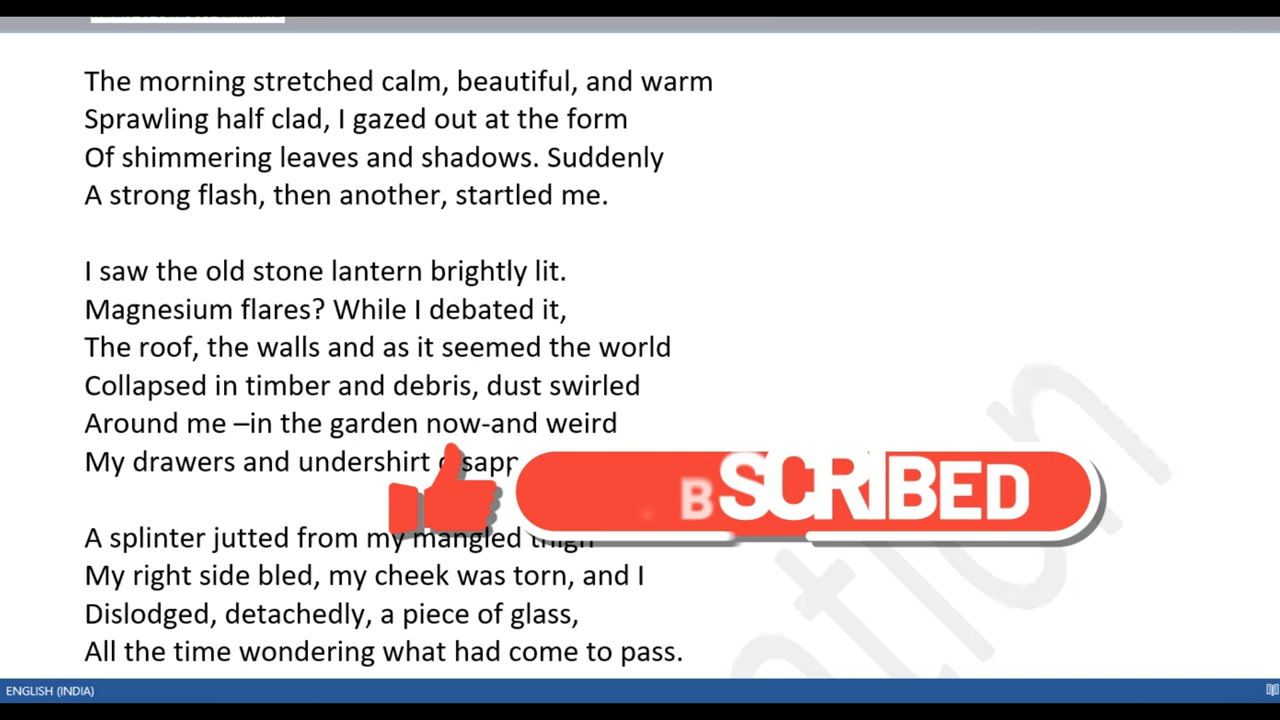 The morning stretched calm, beautiful, and warm
Sprawling half clad, I gazed out at the form
Of shimmering leaves and shadows. Suddenly
A strong flash, then another, startled me.
I saw the old stone lantern brightly lit.
Magnesium flares? While I debated it,
The roof, the walls and as it seemed the world
Collapsed in timber and debris, dust swirled
Around me –in the garden now-and weird
My drawers and undershirt
BSCRIBED
A splinter jutted from my mangled thigh
My right side bled, my cheek was torn, and I
Dislodged, detachedly, a piece of glass,
All the time wondering what had come to pass.
ENGLISH (INDIA)